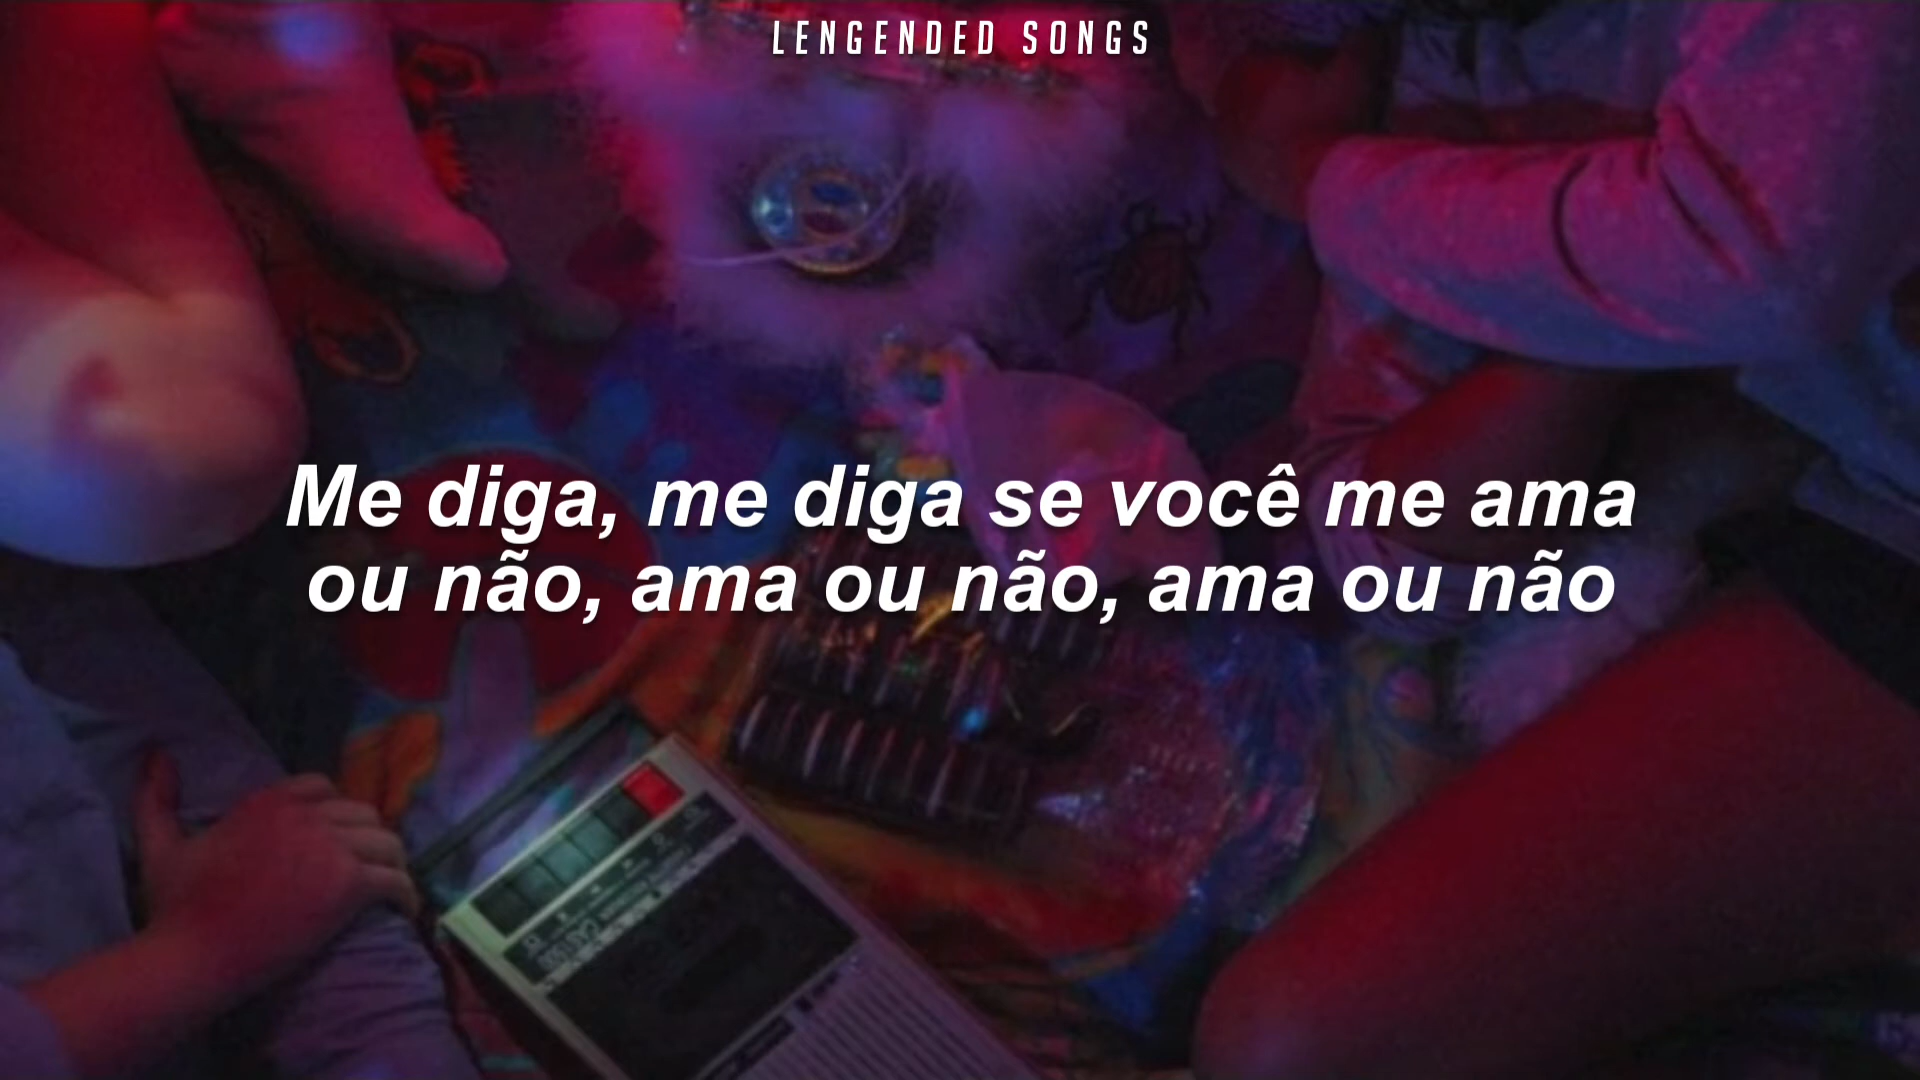 LENGENDED SONGS
Me diga, me diga se você me ama
ou não, ama ou não, ama ou não